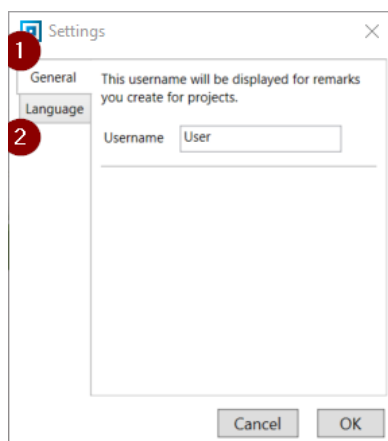 Settings
1
General
This username will be displayed for remarks
you create for projects.
Language
2
Username
User
Cancel
OK